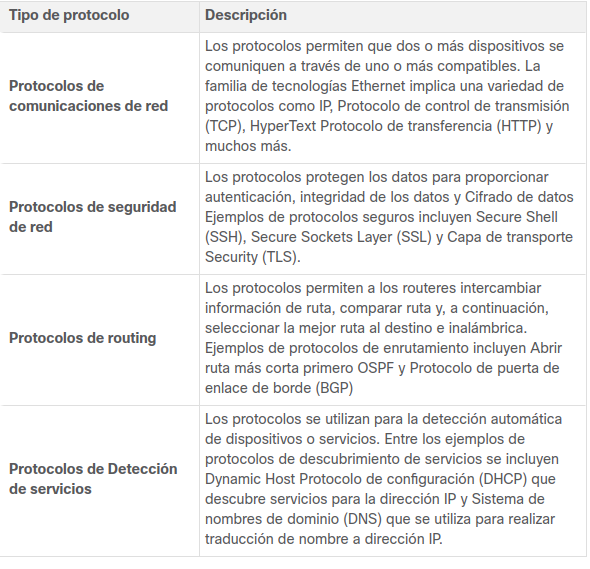 Tipo de protocolo
Descripción
Protocolos de
comunicaciones de red
Los protocolos permiten que dos o más dispositivos se
comuniquen a través de uno o más compatibles. La
familia de tecnologías Ethernet implica una variedad de
protocolos como IP, Protocolo de control de transmisión
(TCP), HyperText Protocolo de transferencia (HTTP) y
muchos más.
Protocolos de seguridad
de red
Los protocolos protegen los datos para proporcionar
autenticación, integridad de los datos y Cifrado de datos
Ejemplos de protocolos seguros incluyen Secure Shell
(SSH), Secure Sockets Layer (SSL) y Capa de transporte
Security (TLS).
Protocolos de routing
Los protocolos permiten a los routeres intercambiar
información de ruta, comparar ruta y, a continuación,
seleccionar la mejor ruta al destino e inalámbrica.
Ejemplos de protocolos de enrutamiento incluyen Abrir
ruta más corta primero OSPF y Protocolo de puerta de
enlace de borde (BGP)
Protocolos de Detección
de servicios
Los protocolos se utilizan para la detección automática
de dispositivos o servicios. Entre los ejemplos de
protocolos de descubrimiento de servicios se incluyen
Dynamic Host Protocolo de configuración (DHCP) que
descubre servicios para la dirección IP y Sistema de
nombres de dominio (DNS) que se utiliza para realizar
traducción de nombre a dirección IP.